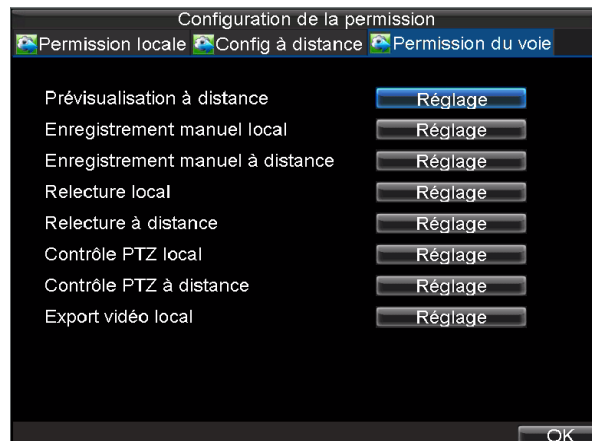 Configuration de la permission
Permission locale Config à distance Permission du voie
Prévisualisation à distance Réglage
Enregistrement manuel local Réglage
Enregistrement manuel à distance Réglage
Relecture local Réglage
Relecture à distance Réglage
Contrôle PTZ local Réglage
Contrôle PTZ à distance Réglage
Export vidéo local Réglage
OK